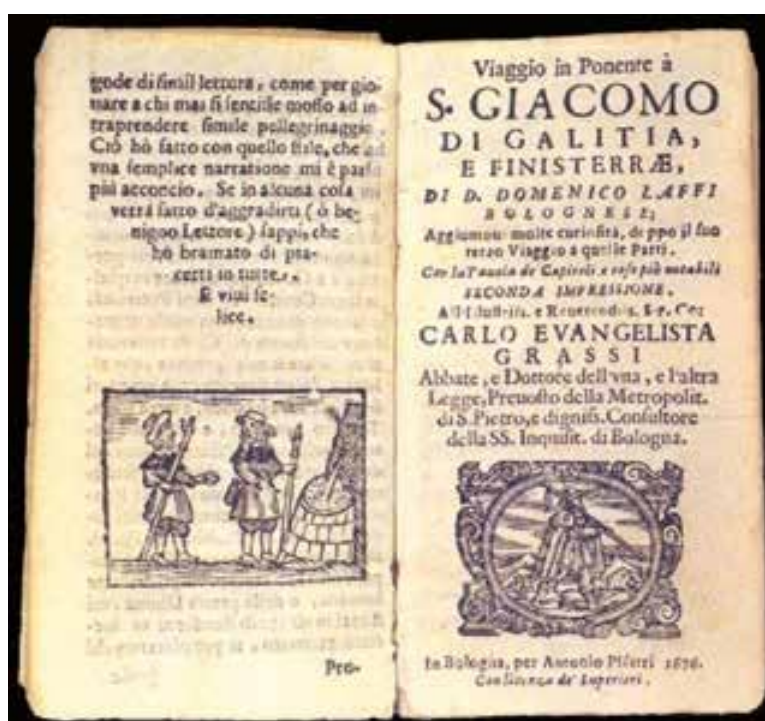 gode di simil lettura, come per gio-
uare a chi mai si sentisse mosso ad in
traprendere simile pellegrinaggio.
Ciò hò fatto con quello stile, che ad
vna semplice narratione mi è parso
più acconcio. Se in alcuna cosa mi
verrà fatto d'aggradirti (ò be-
nigno Lettore) sappi, che
hò bramato di pia-
certi in tutte.
E viui fe-
lice.
Pro-
Viaggio in Ponente à
S. GIACOMO
DI GALITIA,
E FINISTERRÆ,
DI D. DOMENICO LAFFI
BOLOGNESE;
Aggiontoui molte curiosità, doppo il suo
terzo Viaggio à quelle Parti.
Con la Tauola de Capitoli, e cose più notabili
SECONDA IMPRESSIONE.
All'Illustriss. e Reuerendiss. Sig.
CARLO EVANGELISTA
GRASSI
Abbate, e Dottore dell'vna, e l'altra
Legge, Preuosto della Metropolit.
di S. Pietro, e digniss. Consultore
della SS. Inquisit. di Bologna.
In Bologna, per Antonio Pisarri 1676.
Con licenza de' Superiori.